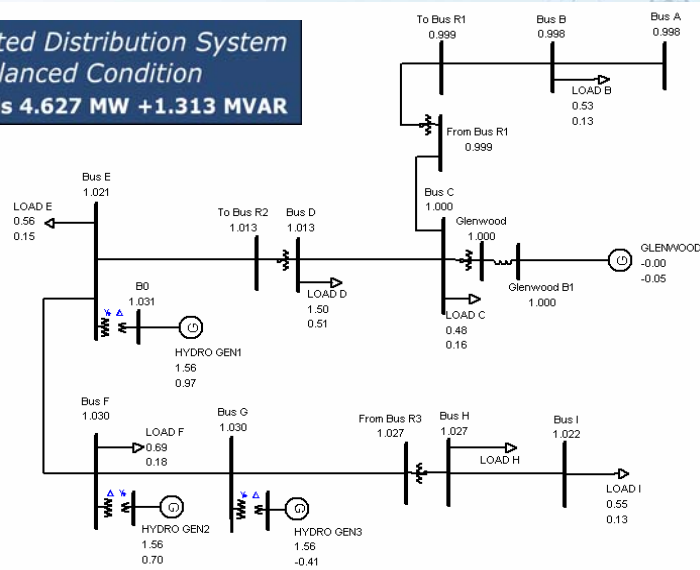 ted Distribution System
lanced Condition
s 4.627 MW +1.313 MVAR
To Bus R1
0.999
Bus B
0.998
Bus A
0.998
LOAD B
0.53
0.13
From Bus R1
0.999
Bus E
1.021
LOAD E
0.56
0.15
To Bus R2
1.013
Bus D
1.013
Bus C
1.000
Glenwood
1.000
GLENWOOD
-0.00
-0.05
Glenwood B1
1.000
LOAD D
1.50
0.51
LOAD C
0.48
0.16
B0
1.031
G
G
HYDRO GEN1
1.56
0.97
Bus F
1.030
LOAD F
0.69
0.18
Bus G
1.030
From Bus R3
1.027
Bus H
1.027
Bus I
1.022
LOAD H
LOAD I
0.55
0.13
G
G
HYDRO GEN2
1.56
0.70
HYDRO GEN3
1.56
-0.41